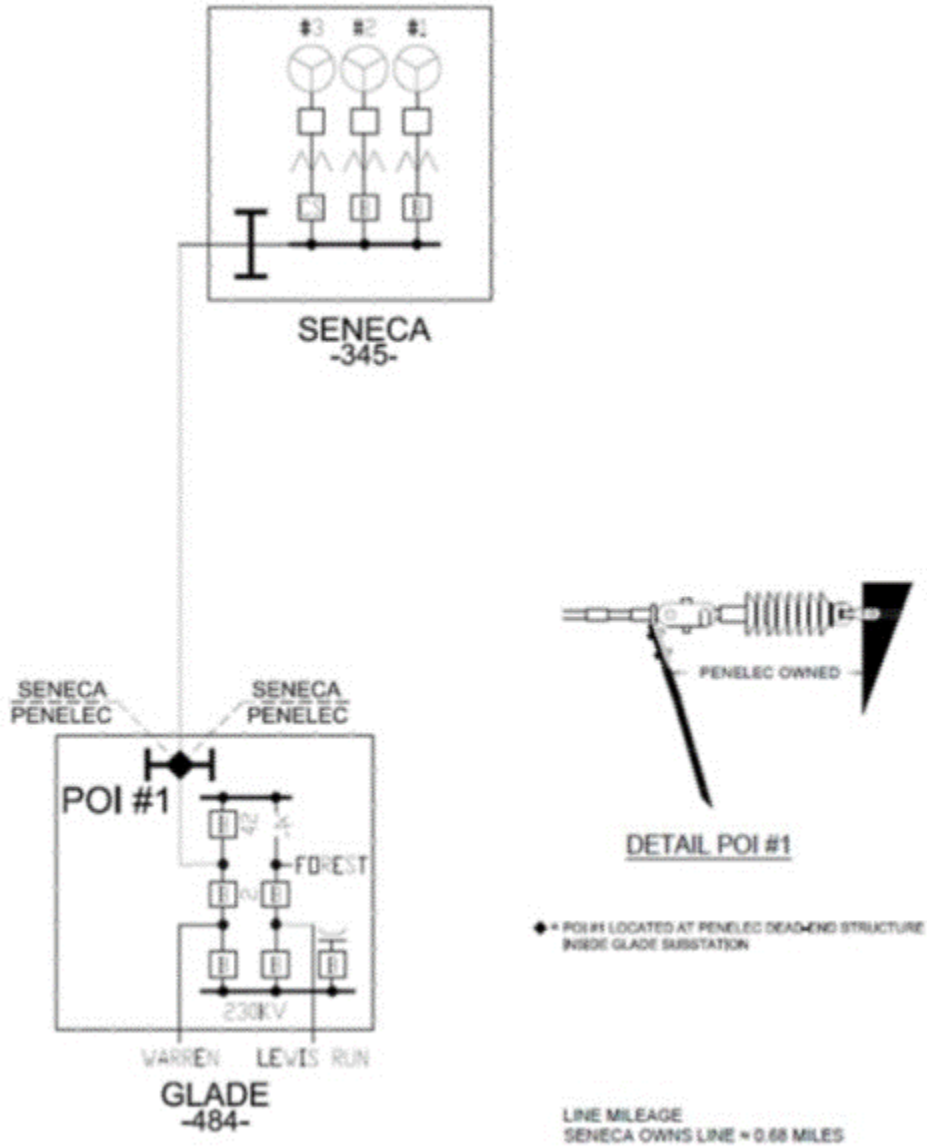 #3 #2 #1
SENECA
-345-
SENECA
PENELEC
SENECA
PENELEC
POI #1
42
FOREST
2
B B B
230KV
WARREN LEWIS RUN
GLADE
-484-
PENELEC OWNED
DETAIL POI #1
◆ = POI #1 LOCATED AT PENELEC DEAD-END STRUCTURE
INSIDE GLADE SUBSTATION
LINE MILEAGE
SENECA OWNS LINE ≈ 0.68 MILES